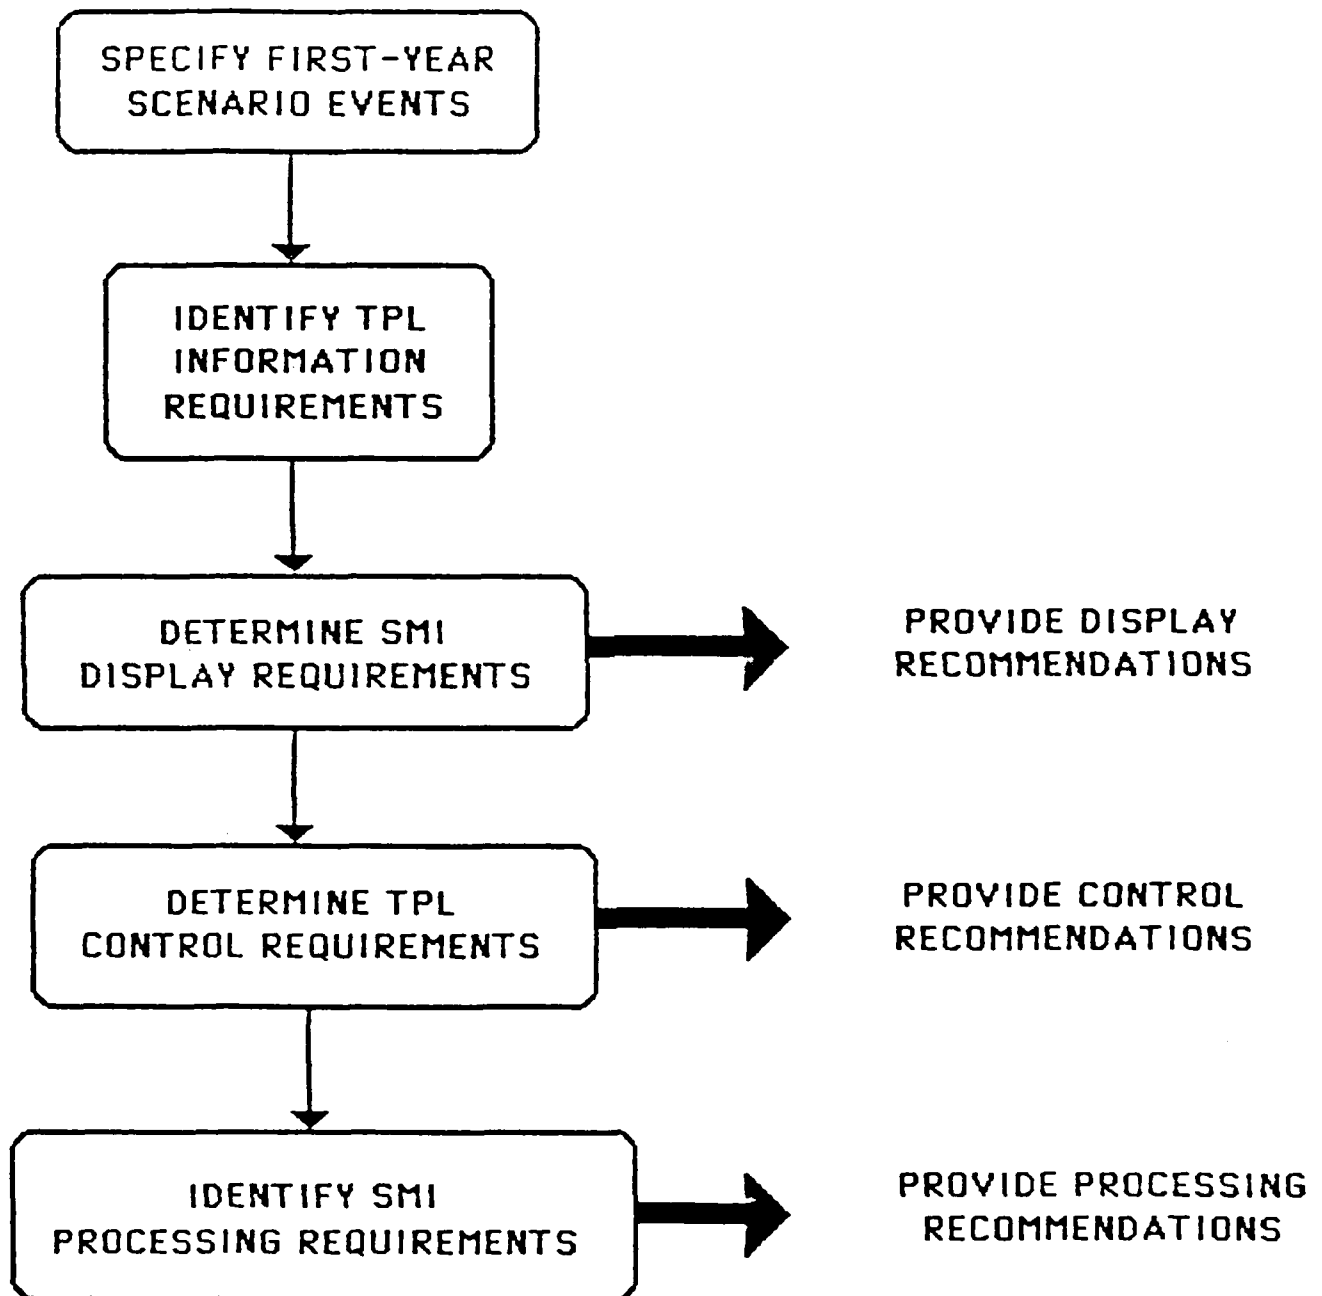 SPECIFY FIRST-YEAR
SCENARIO EVENTS
IDENTIFY TPL
INFORMATION
REQUIREMENTS
DETERMINE SMI
DISPLAY REQUIREMENTS
PROVIDE DISPLAY
RECOMMENDATIONS
DETERMINE TPL
CONTROL REQUIREMENTS
PROVIDE CONTROL
RECOMMENDATIONS
IDENTIFY SMI
PROCESSING REQUIREMENTS
PROVIDE PROCESSING
RECOMMENDATIONS